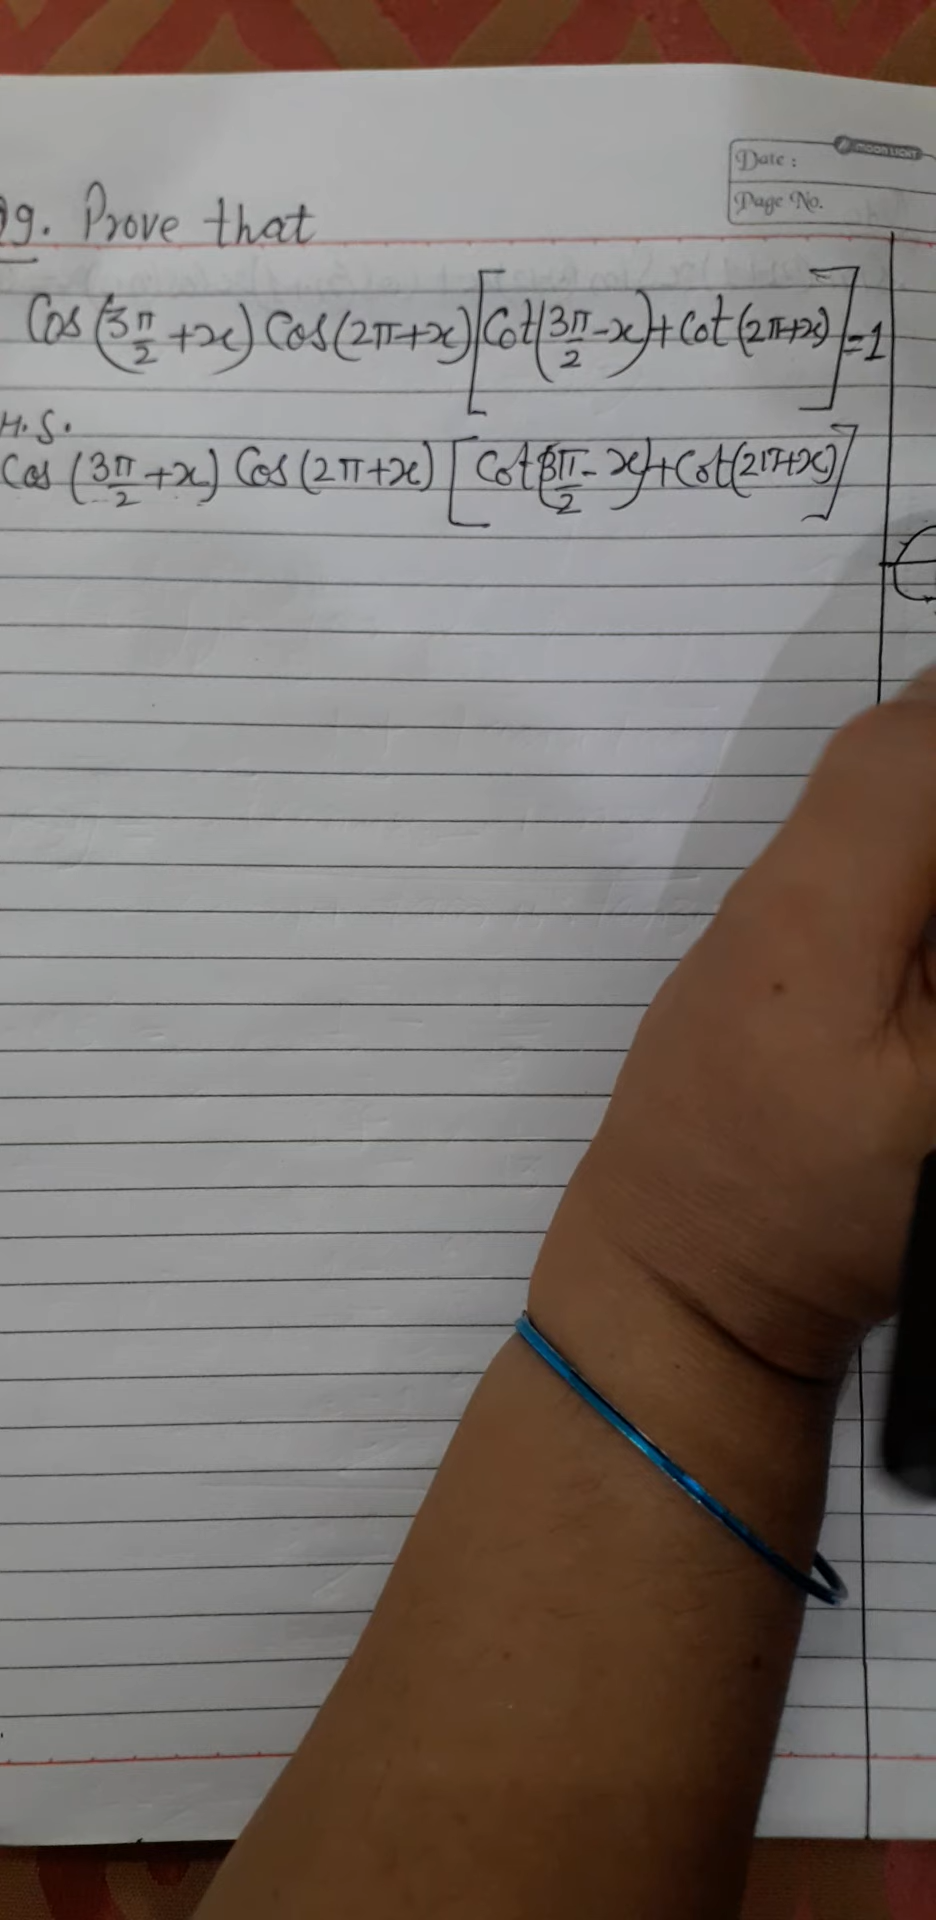 MOONLIGHT
Date :
Page No.
9. Prove that
Cos(3π/2 +x) Cos(2π+x)[Cot(3π/2 -x)+Cot(2π+x)]=1
H.S.
Cos (3π/2 +x) Cos (2π+x) [Cot(3π/2 - x)+Cot(2π+x)]